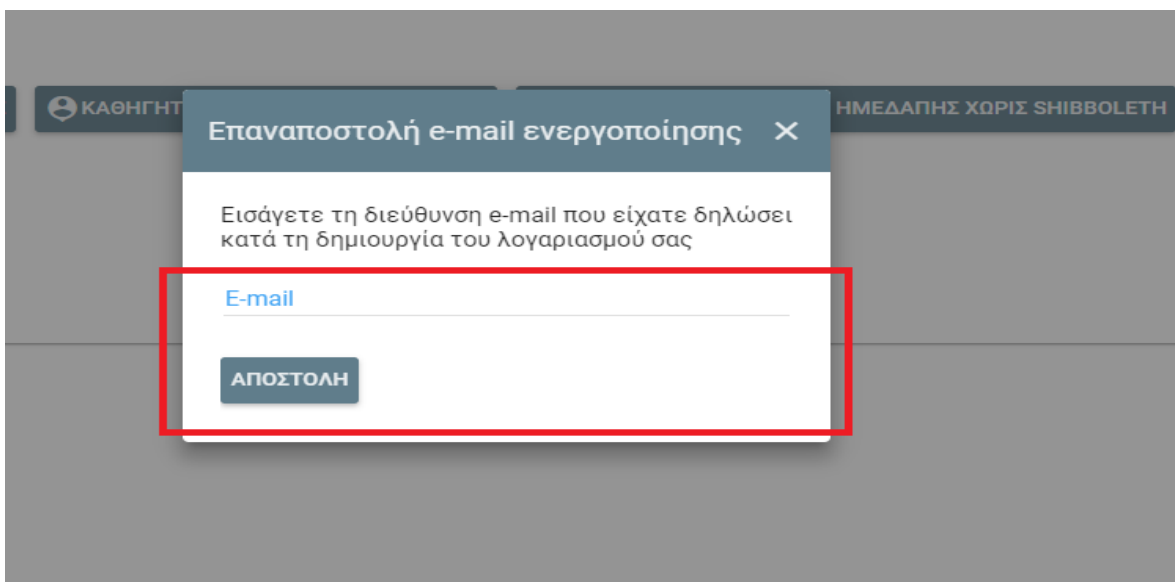 ΚΑΘΗΓΗΤ
ΗΜΕΔΑΠΗΣ ΧΩΡΙΣ SHIBBOLETH
Επαναποστολή e-mail ενεργοποίησης
Εισάγετε τη διεύθυνση e-mail που είχατε δηλώσει
κατά τη δημιουργία του λογαριασμού σας
E-mail
ΑΠΟΣΤΟΛΗ